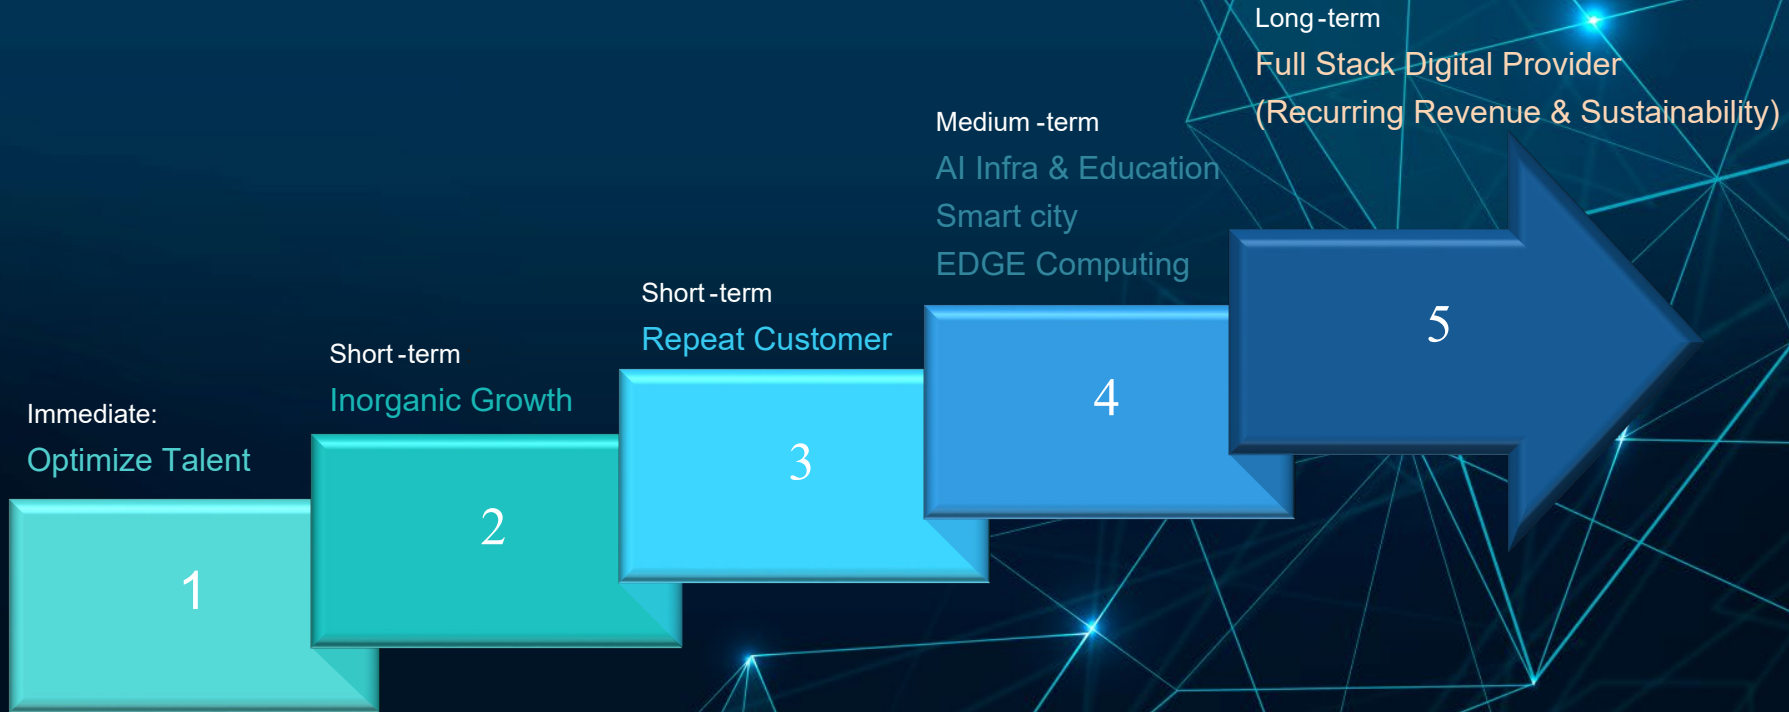 Immediate:
Optimize Talent
1
Short-term
Inorganic Growth
2
Short-term
Repeat Customer
3
Medium-term
AI Infra & Education
Smart city
EDGE Computing
4
Long-term
Full Stack Digital Provider
(Recurring Revenue & Sustainability)
5